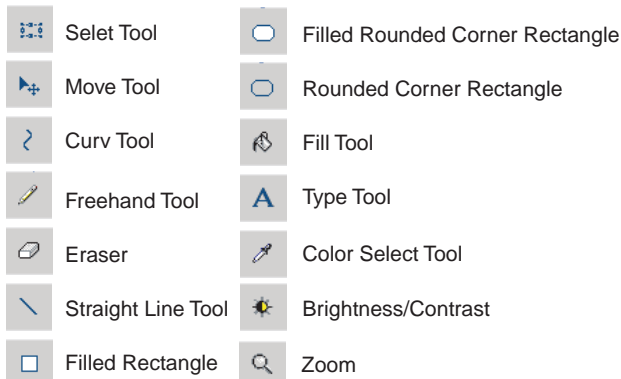 Selet Tool
Move Tool
Curv Tool
Freehand Tool
Eraser
Straight Line Tool
Filled Rectangle
Filled Rounded Corner Rectangle
Rounded Corner Rectangle
Fill Tool
A Type Tool
Color Select Tool
Brightness/Contrast
Zoom